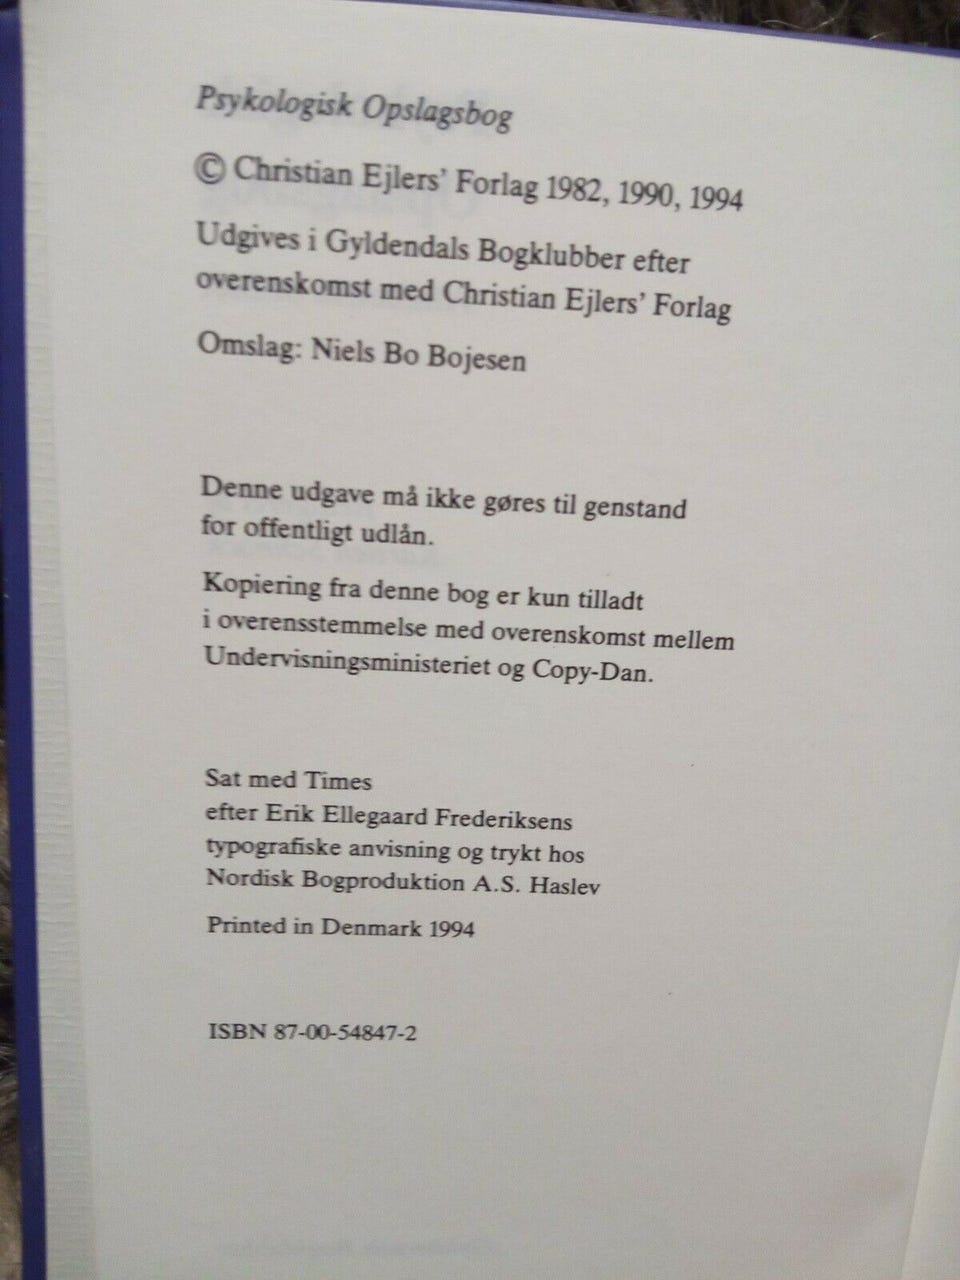 Psykologisk Opslagsbog
© Christian Ejlers' Forlag 1982, 1990, 1994
Udgives i Gyldendals Bogklubber efter
overenskomst med Christian Ejlers' Forlag
Omslag: Niels Bo Bojesen
Denne udgave må ikke gøres til genstand
for offentligt udlån.
Kopiering fra denne bog er kun tilladt
i overensstemmelse med overenskomst mellem
Undervisningsministeriet og Copy-Dan.
Sat med Times
efter Erik Ellegaard Frederiksens
typografiske anvisning og trykt hos
Nordisk Bogproduktion A.S. Haslev
Printed in Denmark 1994
ISBN 87-00-54847-2